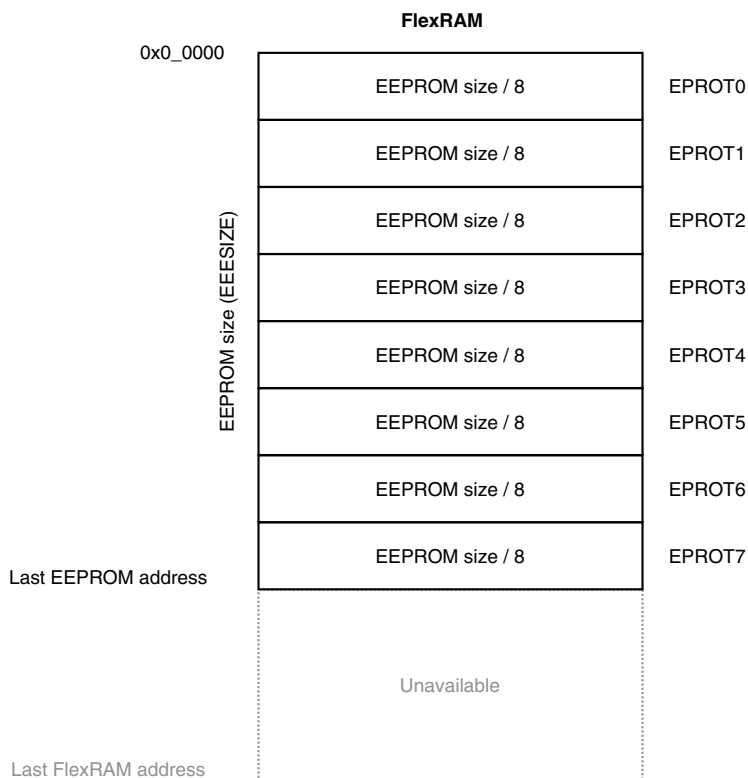 FlexRAM
0x0_0000
EEPROM size / 8 EPROT0
EEPROM size / 8 EPROT1
EEPROM size / 8 EPROT2
EEPROM size / 8 EPROT3
EEPROM size (EEESIZE)
EEPROM size / 8 EPROT4
EEPROM size / 8 EPROT5
EEPROM size / 8 EPROT6
EEPROM size / 8 EPROT7
Last EEPROM address
Unavailable
Last FlexRAM address